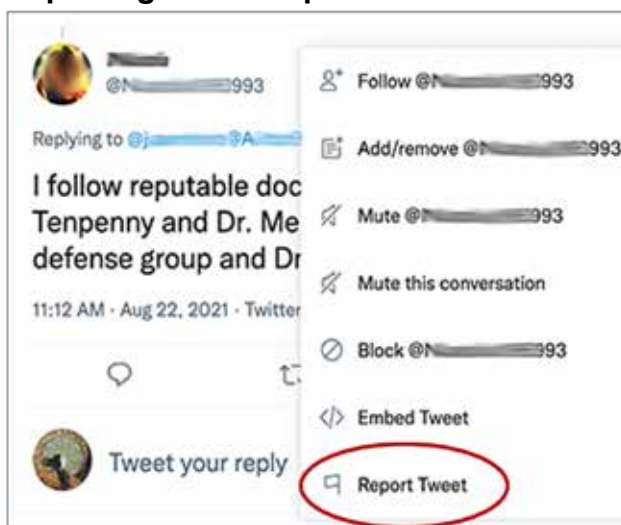 @N 993
Replying to @j @A
I follow reputable doc
Tenpenny and Dr. Me
defense group and Dr
11:12 AM · Aug 22, 2021 · Twitter
Tweet your reply
Follow @N 993
Add/remove @N 993
Mute @N 993
Mute this conversation
Block @N 993
Embed Tweet
Report Tweet